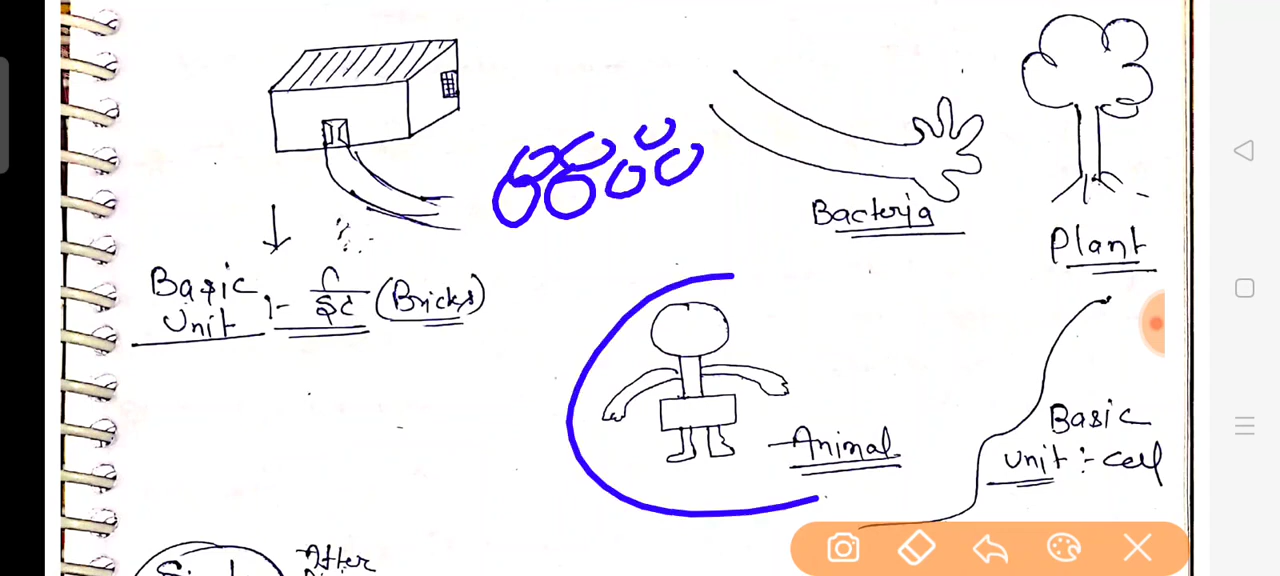 Bacteria
Plant
Basic
Unit :- ईंट (Bricks)
Basic
unit :- cell
Animal
After